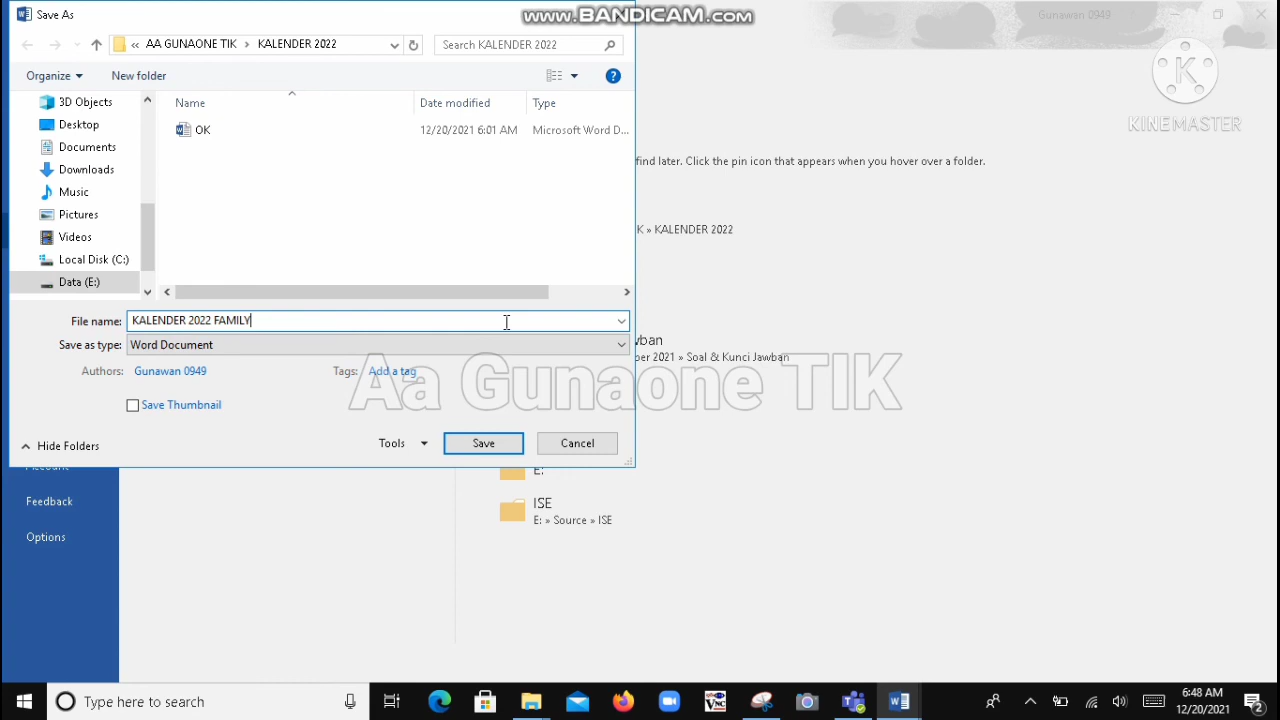 Save As
www.BANDICAM.com
Gunawan 0949
« AA GUNAONE TIK › KALENDER 2022
Search KALENDER 2022
Organize
New folder
KINEMASTER
3D Objects
Desktop
Documents
Downloads
Music
Pictures
Videos
Local Disk (C:)
Data (E:)
Name
Date modified
Type
OK
12/20/2021 6:01 AM
Microsoft Word D...
find later. Click the pin icon that appears when you hover over a folder.
K » KALENDER 2022
File name: KALENDER 2022 FAMILY
Save as type: Word Document
Authors: Gunawan 0949
Tags: Add a tag
Save Thumbnail
Hide Folders
Tools
Save
Cancel
wban
ber 2021 » Soal & Kunci Jawban
Aa Gunaone TIK
E:
ISE
E: » Source » ISE
Account
Feedback
Options
Type here to search
6:48 AM
12/20/2021
2